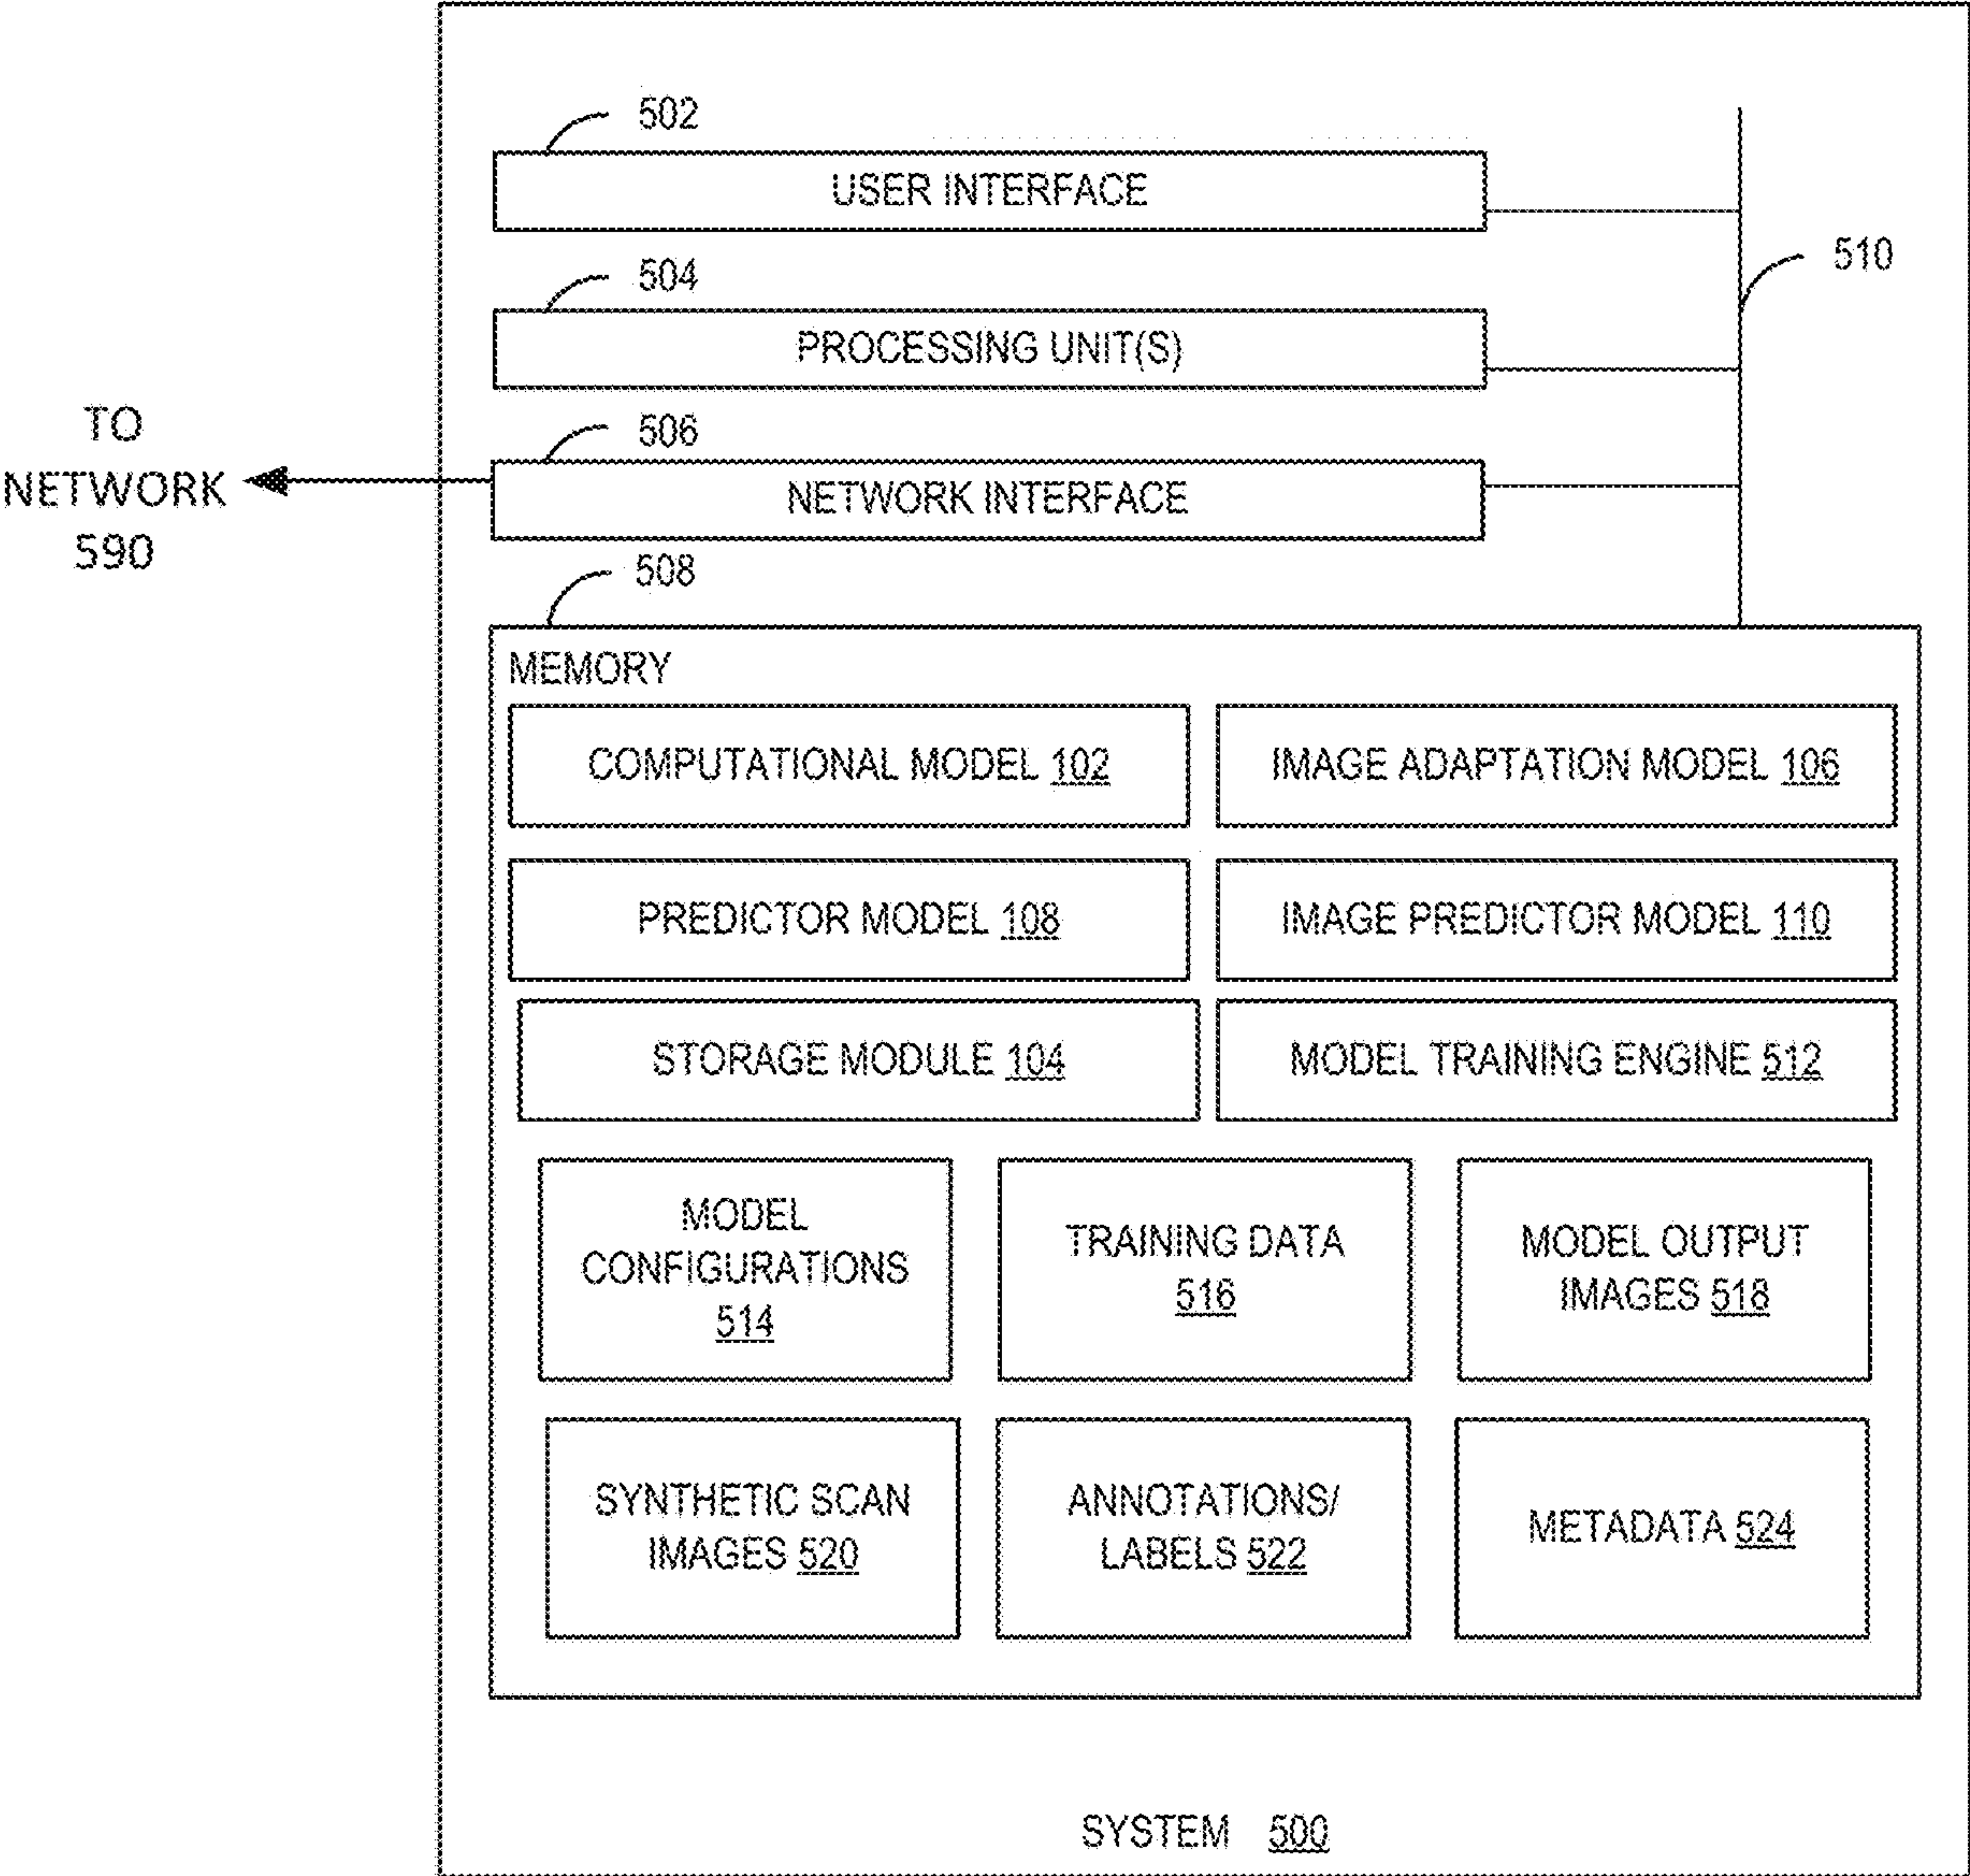 502
USER INTERFACE
510
504
PROCESSING UNIT(S)
TO
NETWORK
590
506
NETWORK INTERFACE
508
MEMORY
COMPUTATIONAL MODEL 102
IMAGE ADAPTATION MODEL 106
PREDICTOR MODEL 108
IMAGE PREDICTOR MODEL 110
STORAGE MODULE 104
MODEL TRAINING ENGINE 512
MODEL
CONFIGURATIONS
514
TRAINING DATA
516
MODEL OUTPUT
IMAGES 518
SYNTHETIC SCAN
IMAGES 520
ANNOTATIONS/
LABELS 522
METADATA 524
SYSTEM 500